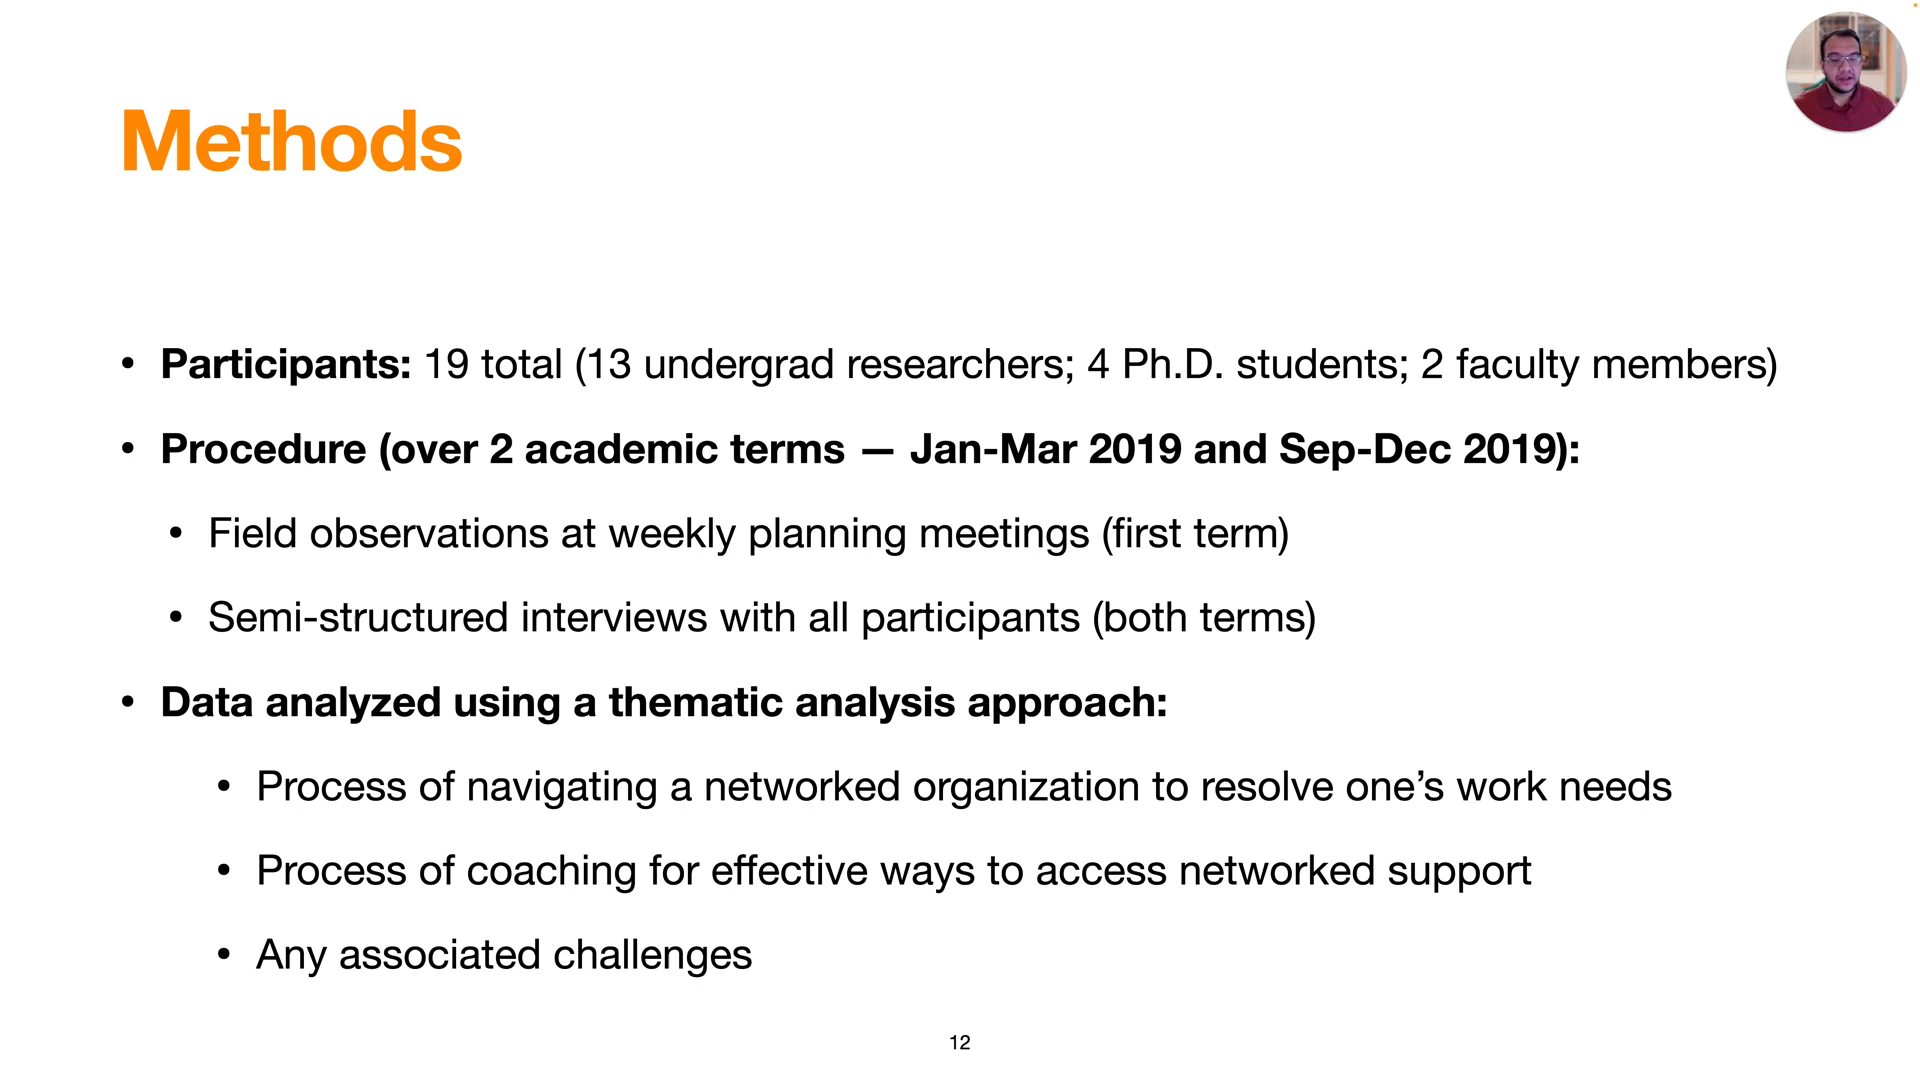 Methods
• Participants: 19 total (13 undergrad researchers; 4 Ph.D. students; 2 faculty members)
• Procedure (over 2 academic terms — Jan-Mar 2019 and Sep-Dec 2019):
• Field observations at weekly planning meetings (first term)
• Semi-structured interviews with all participants (both terms)
• Data analyzed using a thematic analysis approach:
• Process of navigating a networked organization to resolve one’s work needs
• Process of coaching for effective ways to access networked support
• Any associated challenges
12